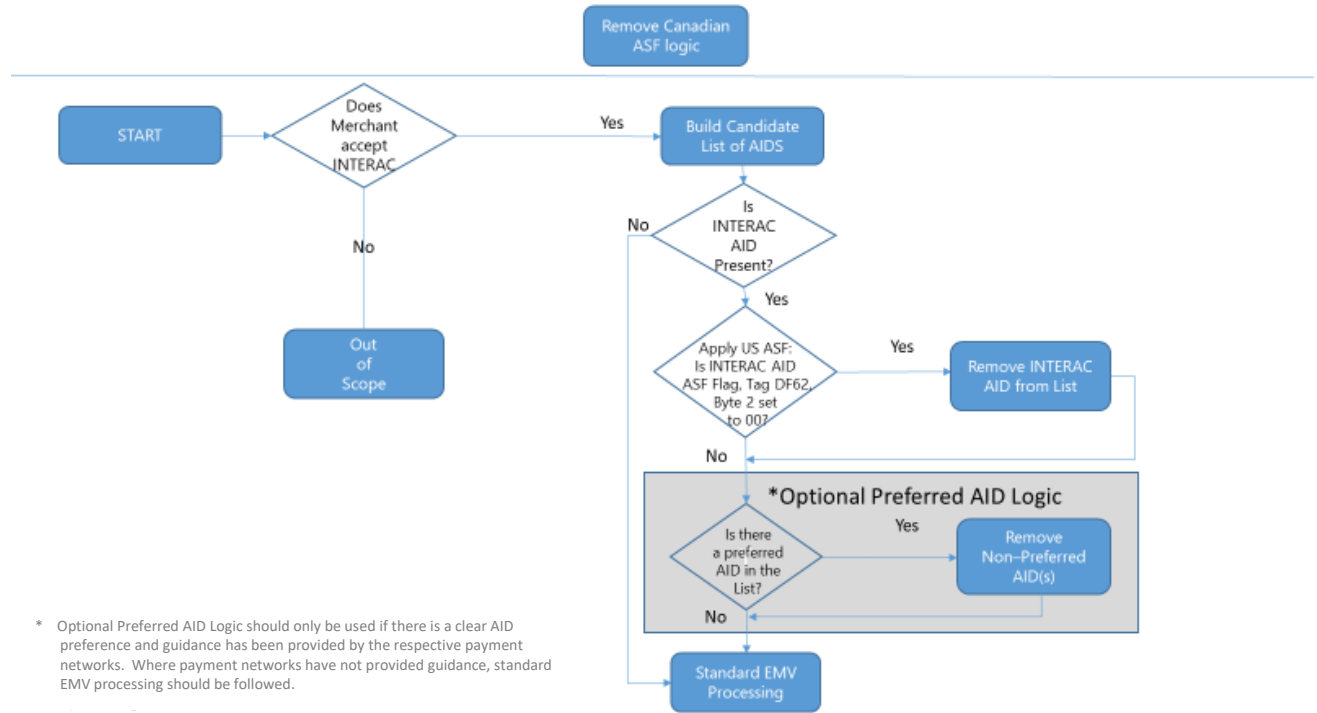 Remove Canadian
ASF logic
START
Does
Merchant
accept
INTERAC
Yes
Build Candidate
List of AIDS
No
Out
of
Scope
Is
INTERAC
AID
Present?
No
Yes
Apply US ASF:
Is INTERAC AID
ASF Flag, Tag DF62,
Byte 2 set
to 00?
Yes
Remove INTERAC
AID from List
No
*Optional Preferred AID Logic
Is there
a preferred
AID in the
List?
Yes
Remove
Non-Preferred
AID(s)
No
Standard EMV
Processing
* Optional Preferred AID Logic should only be used if there is a clear AID
preference and guidance has been provided by the respective payment
networks. Where payment networks have not provided guidance, standard
EMV processing should be followed.